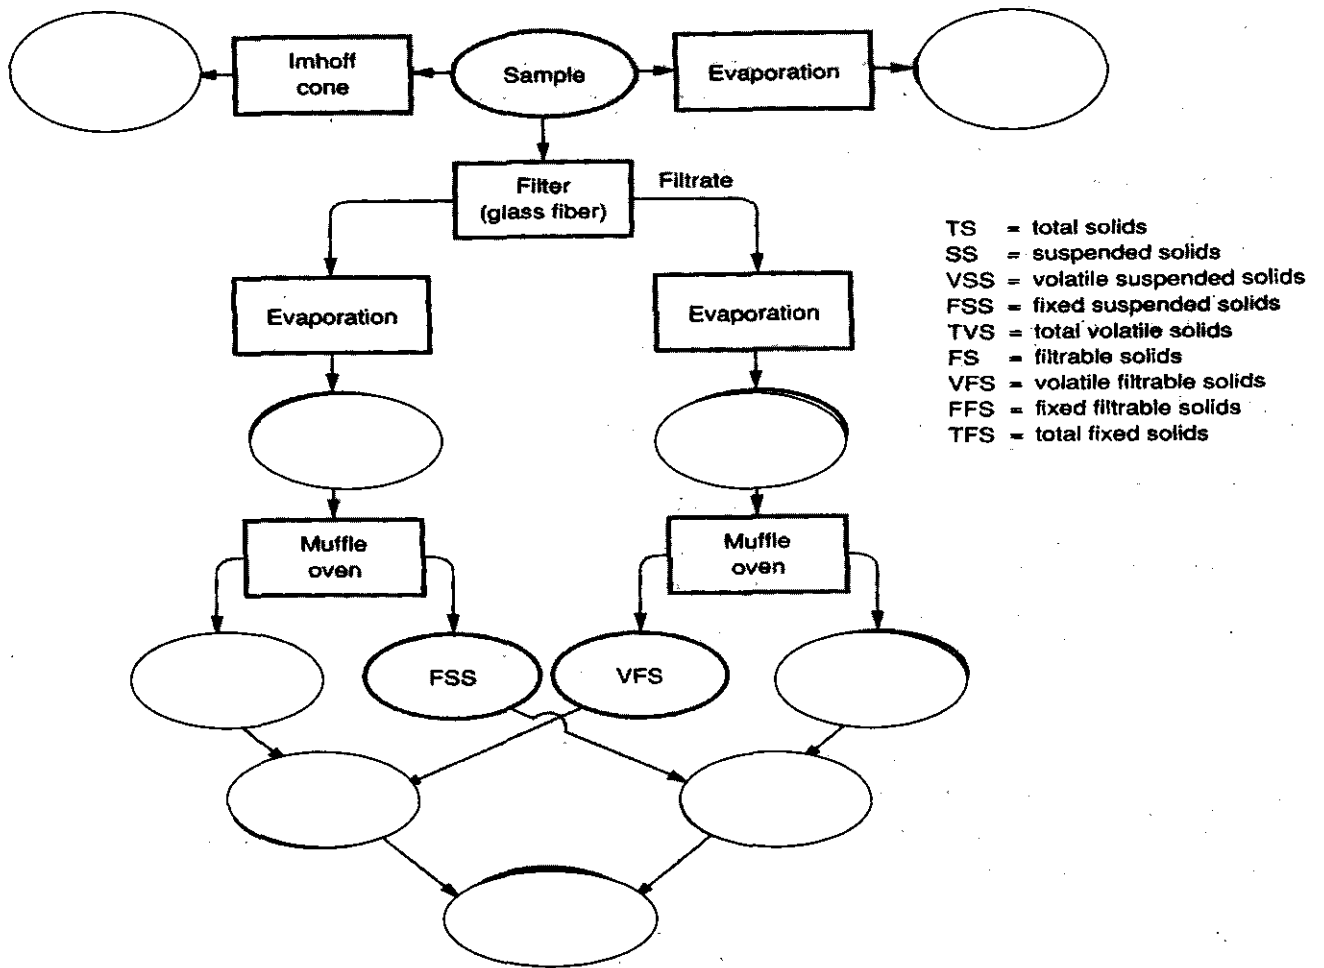 Imhoff
cone
Sample
Evaporation
Filter
(glass fiber)
Filtrate
Evaporation
Evaporation
TS = total solids
SS = suspended solids
VSS = volatile suspended solids
FSS = fixed suspended solids
TVS = total volatile solids
FS = filtrable solids
VFS = volatile filtrable solids
FFS = fixed filtrable solids
TFS = total fixed solids
Muffle
oven
Muffle
oven
FSS
VFS